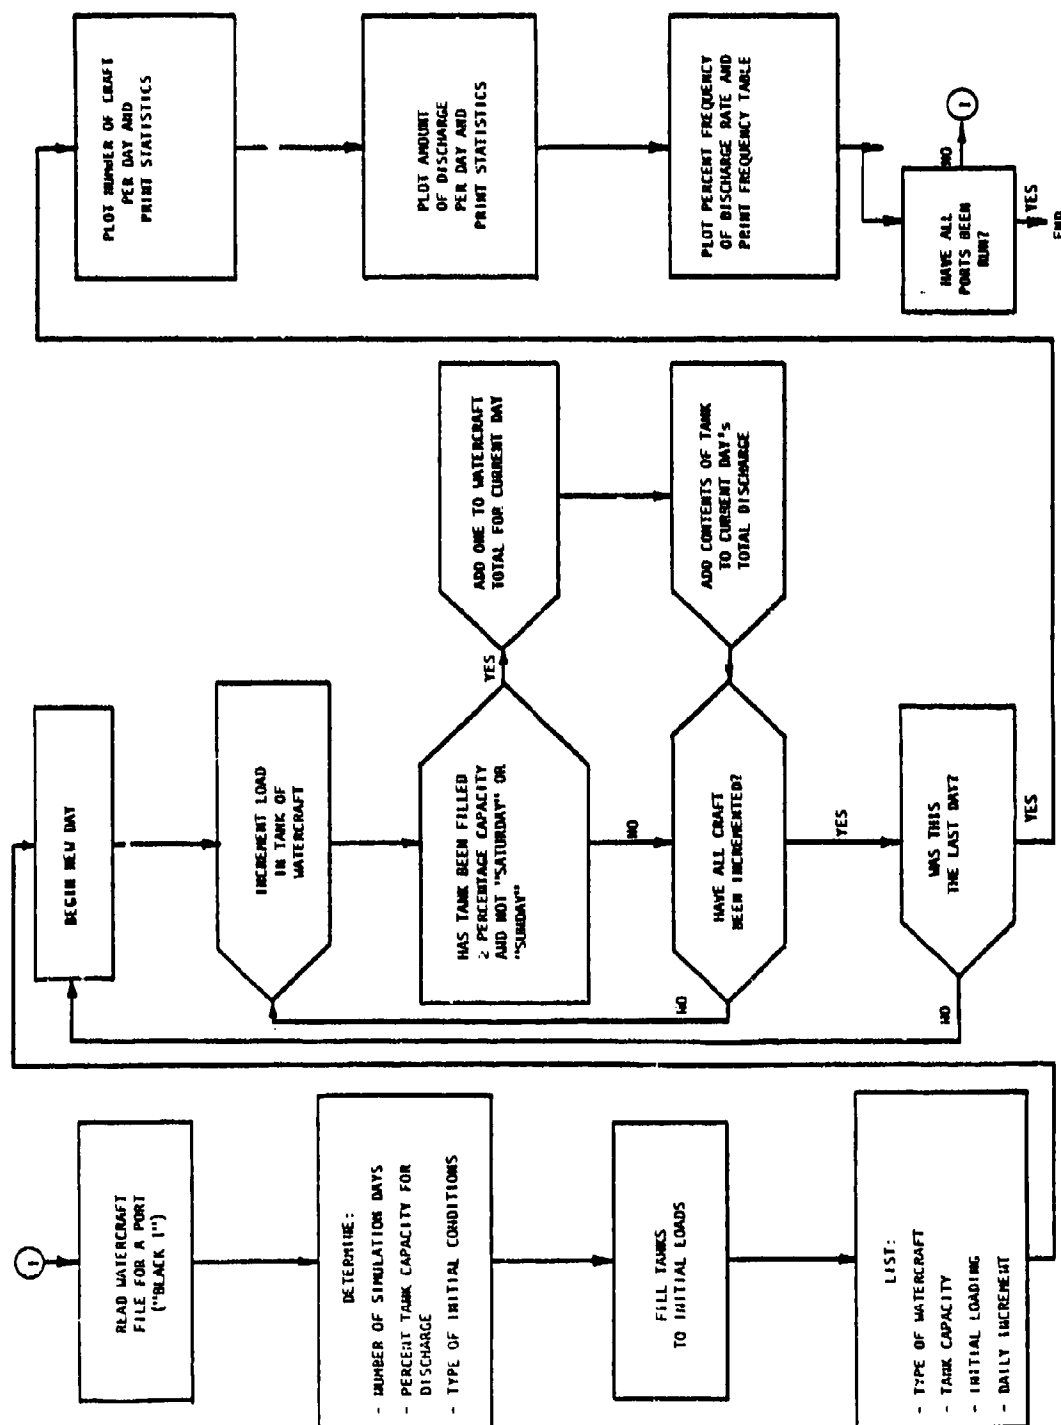 1
READ WATERCRAFT
FILE FOR A PORT
("BLACK I")
DETERMINE:
- NUMBER OF SIMULATION DAYS
- PERCENT TANK CAPACITY FOR
DISCHARGE
- TYPE OF INITIAL CONDITIONS
FILL TANKS
TO INITIAL LOADS
LIST:
- TYPE OF WATERCRAFT
- TANK CAPACITY
- INITIAL LOADING
- DAILY INCREMENT
BEGIN NEW DAY
INCREMENT LOAD
IN TANK OF
WATERCRAFT
HAS TANK BEEN FILLED
≥ PERCENTAGE CAPACITY
AND NOT "SATURDAY" OR
"SUNDAY"
YES
NO
ADD ONE TO WATERCRAFT
TOTAL FOR CURRENT DAY
ADD CONTENTS OF TANK
TO CURRENT DAY's
TOTAL DISCHARGE
HAVE ALL CRAFT
BEEN INCREMENTED?
NO
YES
WAS THIS
THE LAST DAY?
NO
YES
PLOT NUMBER OF CRAFT
PER DAY AND
PRINT STATISTICS
PLOT AMOUNT
OF DISCHARGE
PER DAY AND
PRINT STATISTICS
PLOT PERCENT FREQUENCY
OF DISCHARGE RATE AND
PRINT FREQUENCY TABLE
HAVE ALL
PORTS BEEN
RUN?
NO
1
YES
END